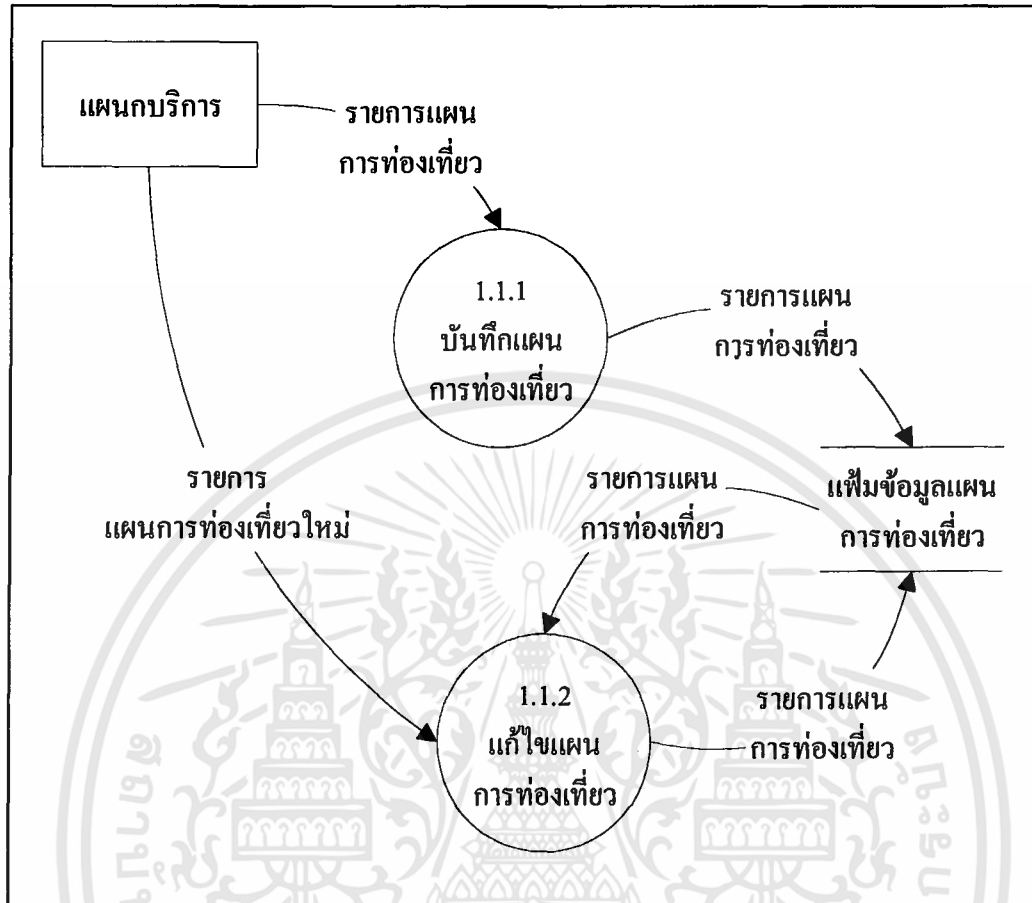 แผนกบริการ
รายการแผน
การท่องเที่ยว
1.1.1
บันทึกแผน
การท่องเที่ยว
รายการแผน
การท่องเที่ยว
รายการ
แผนการท่องเที่ยวใหม่
รายการแผน
การท่องเที่ยว
แฟ้มข้อมูลแผน
การท่องเที่ยว
1.1.2
แก้ไขแผน
การท่องเที่ยว
รายการแผน
การท่องเที่ยว